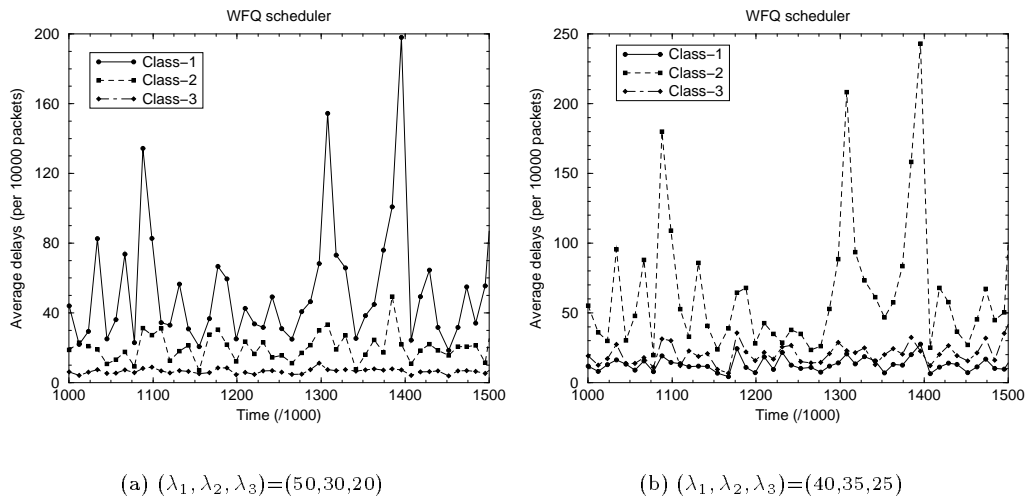 WFQ scheduler
200
160
120
80
40
0
Average delays (per 10000 packets)
Class−1
Class−2
Class−3
1000 1100 1200 1300 1400 1500
Time (/1000)
(a) (λ1, λ2, λ3)=(50,30,20)
WFQ scheduler
250
200
150
100
50
0
Average delays (per 10000 packets)
Class−1
Class−2
Class−3
1000 1100 1200 1300 1400 1500
Time (/1000)
(b) (λ1, λ2, λ3)=(40,35,25)